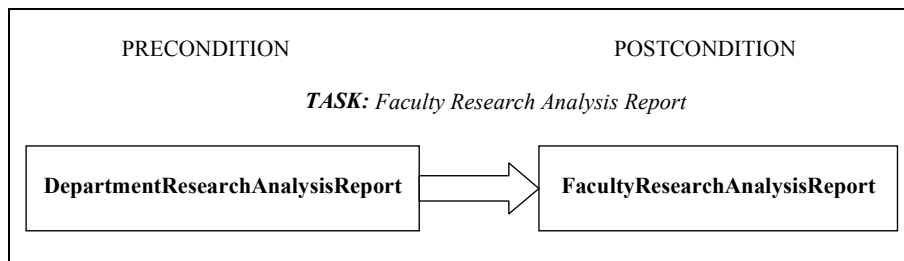 PRECONDITION POSTCONDITION
TASK: Faculty Research Analysis Report
DepartmentResearchAnalysisReport FacultyResearchAnalysisReport